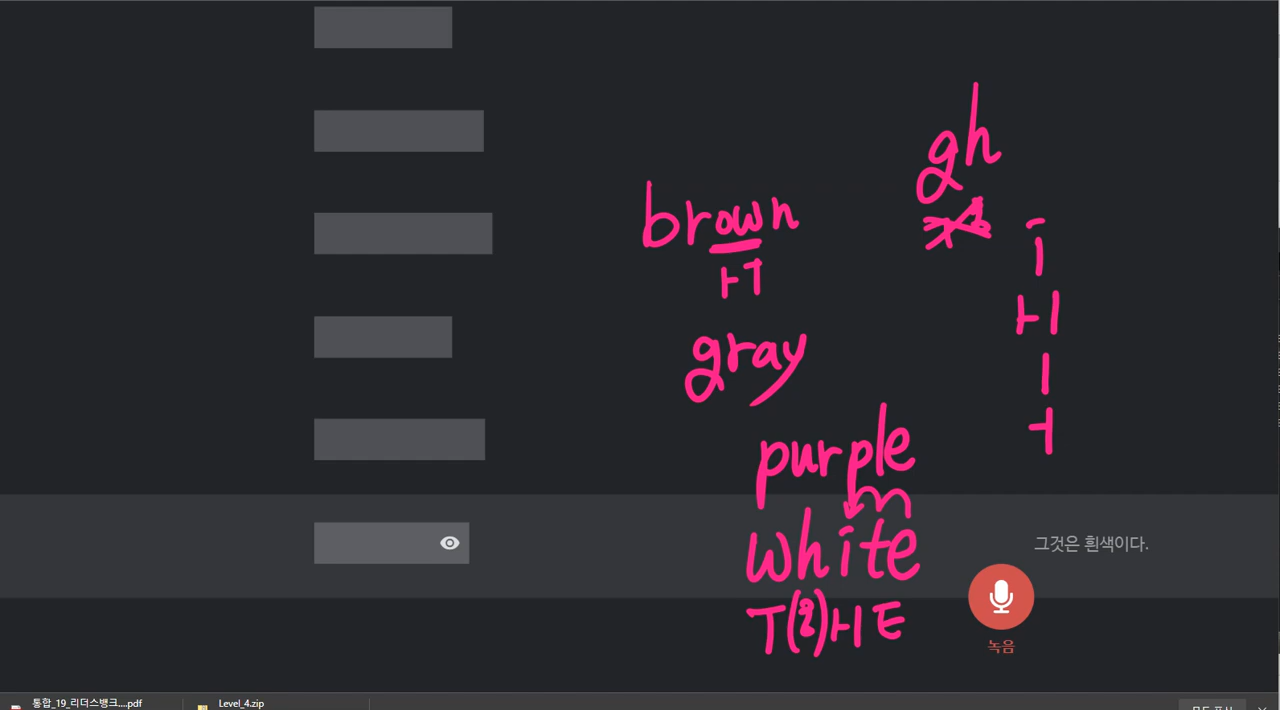 gh
brown
ㅏㅜ
i
ㅏㅣ
ㅣ
ㅓ
gray
purple
white
그것은 흰색이다.
녹음
통합_19_리더스뱅크....pdf
Level_4.zip